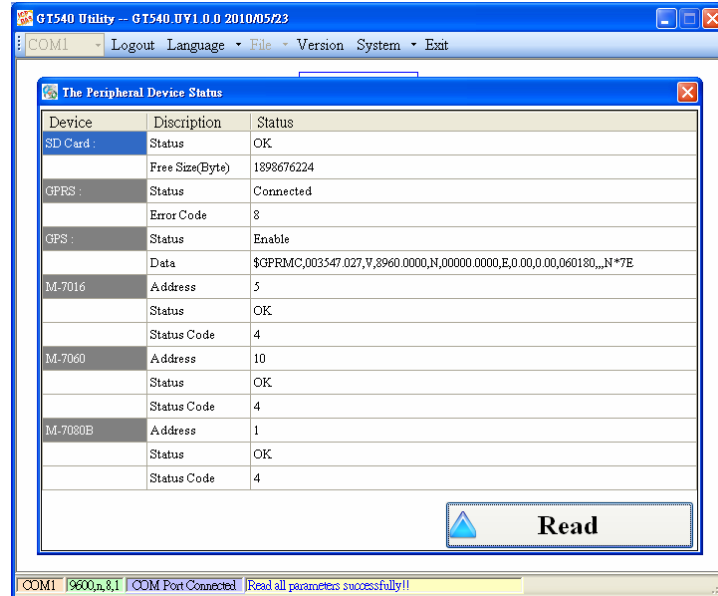 GT540 Utility -- GT540.UV1.0.0 2010/05/23
COM1 Logout Language File Version System Exit
The Peripheral Device Status
Device Discription Status
SD Card : Status OK
Free Size(Byte) 1898676224
GPRS : Status Connected
Error Code 8
GPS : Status Enable
Data $GPRMC,003547.027,V,8960.0000,N,00000.0000,E,0.00,0.00,060180,,,N*7E
M-7016 Address 5
Status OK
Status Code 4
M-7060 Address 10
Status OK
Status Code 4
M-7080B Address 1
Status OK
Status Code 4
Read
COM1 9600,n,8,1 COM Port Connected Read all parameters successfully!!